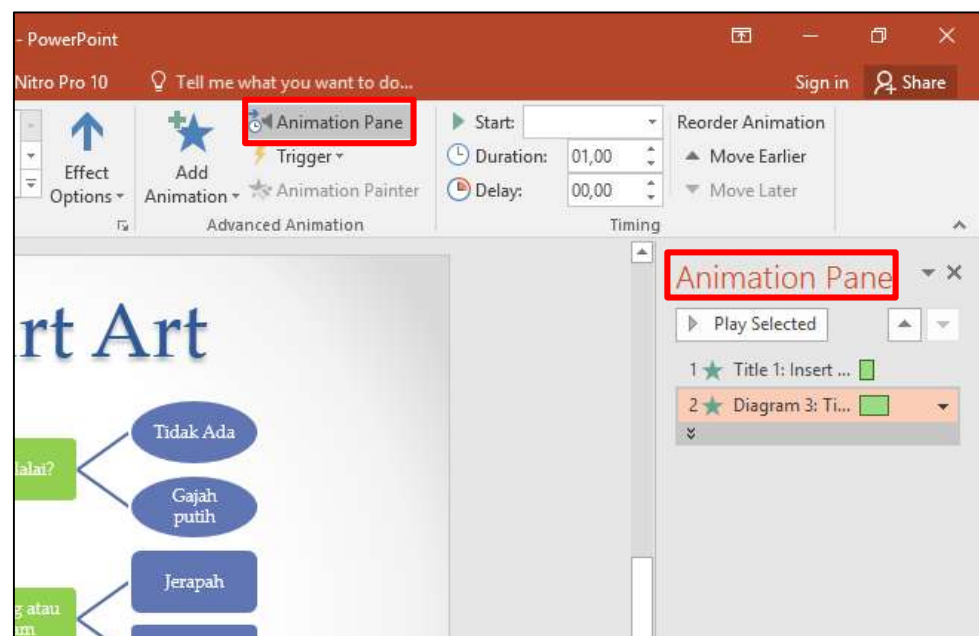 - PowerPoint
Nitro Pro 10 Tell me what you want to do... Sign in Share
Effect Options
Add Animation
Animation Pane
Trigger
Animation Painter
Advanced Animation
Start:
Duration: 01,00
Delay: 00,00
Timing
Reorder Animation
Move Earlier
Move Later
Animation Pane
Play Selected
1 Title 1: Insert ...
2 Diagram 3: Ti...
rt Art
Tidak Ada
lalai?
Gajah
putih
Jerapah
g atau